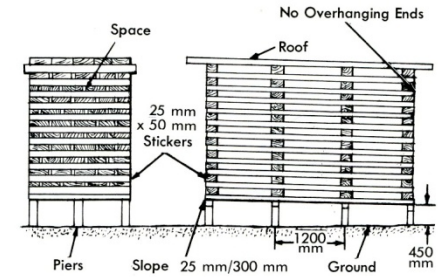 No Overhanging Ends
Space
Roof
25 mm
x 50 mm
Stickers
1200
mm
450
mm
Piers
Slope 25 mm/300 mm
Ground